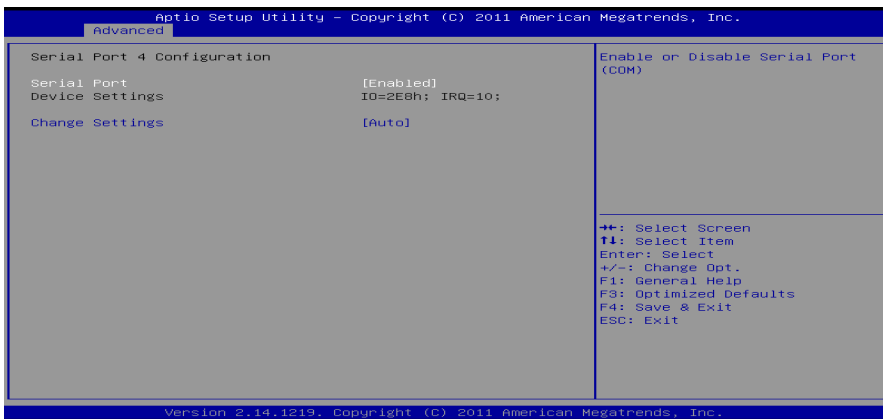 Aptio Setup Utility – Copyright (C) 2011 American Megatrends, Inc.
Advanced
Serial Port 4 Configuration
Serial Port [Enabled]
Device Settings IO=2E8h; IRQ=10;
Change Settings [Auto]
Enable or Disable Serial Port
(COM)
→←: Select Screen
↑↓: Select Item
Enter: Select
+/-: Change Opt.
F1: General Help
F3: Optimized Defaults
F4: Save & Exit
ESC: Exit
Version 2.14.1219. Copyright (C) 2011 American Megatrends, Inc.